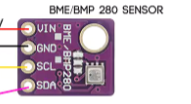 BME/BMP 280 SENSOR
VIN
GND
SCL
SDA
BME/BMP280